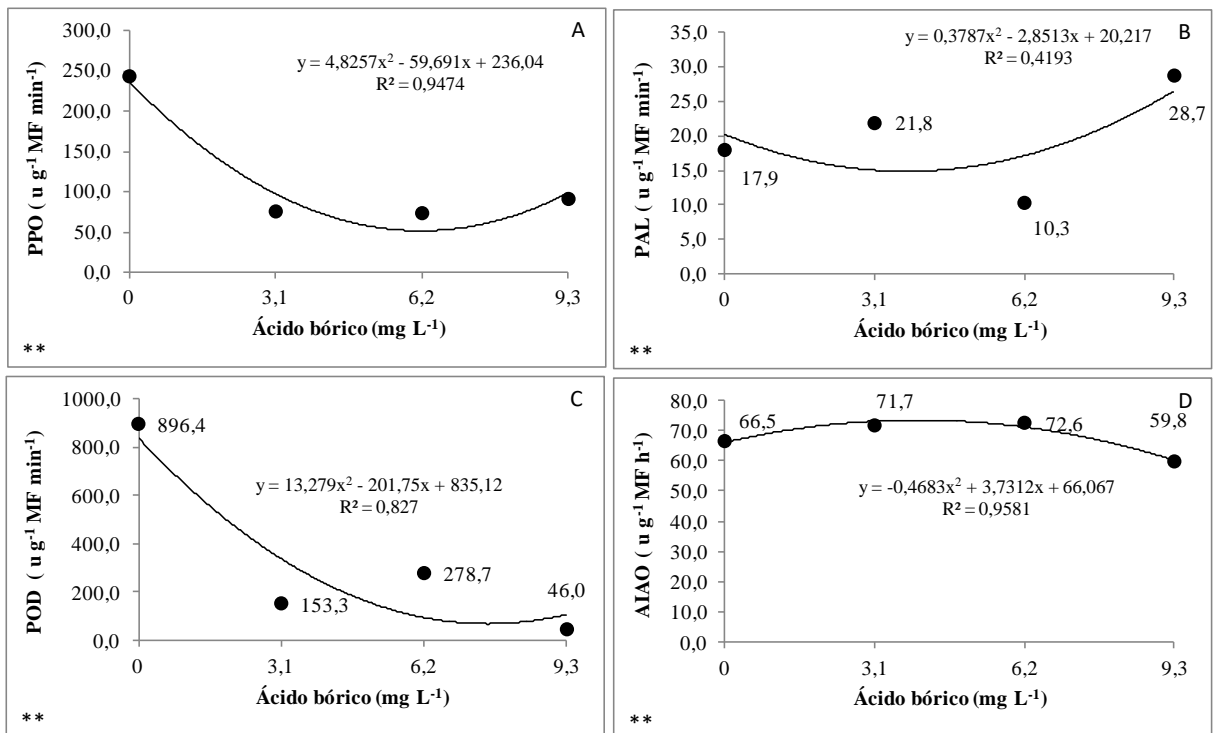 A
y = 4,8257x² - 59,691x + 236,04
R² = 0,9474
300,0
250,0
200,0
150,0
100,0
50,0
0,0
PPO ( u g⁻¹ MF min⁻¹)
0 3,1 6,2 9,3
Ácido bórico (mg L⁻¹)
**
B
y = 0,3787x² - 2,8513x + 20,217
R² = 0,4193
35,0
30,0
25,0
20,0
15,0
10,0
5,0
0,0
PAL ( u g⁻¹ MF min⁻¹)
17,9
21,8
10,3
28,7
0 3,1 6,2 9,3
Ácido bórico (mg L⁻¹)
**
C
y = 13,279x² - 201,75x + 835,12
R² = 0,827
1000,0
800,0
600,0
400,0
200,0
0,0
POD ( u g⁻¹ MF min⁻¹)
896,4
153,3
278,7
46,0
0 3,1 6,2 9,3
Ácido bórico (mg L⁻¹)
**
D
80,0
70,0
60,0
50,0
40,0
30,0
20,0
10,0
0,0
AIAO ( u g⁻¹ MF h⁻¹)
66,5
71,7
72,6
59,8
y = -0,4683x² + 3,7312x + 66,067
R² = 0,9581
0 3,1 6,2 9,3
Ácido bórico (mg L⁻¹)
**